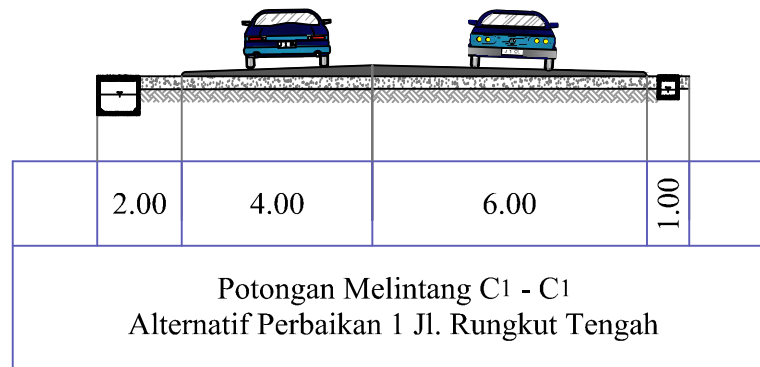 2.00 4.00 6.00 1.00
Potongan Melintang C1 - C1
Alternatif Perbaikan 1 Jl. Rungkut Tengah